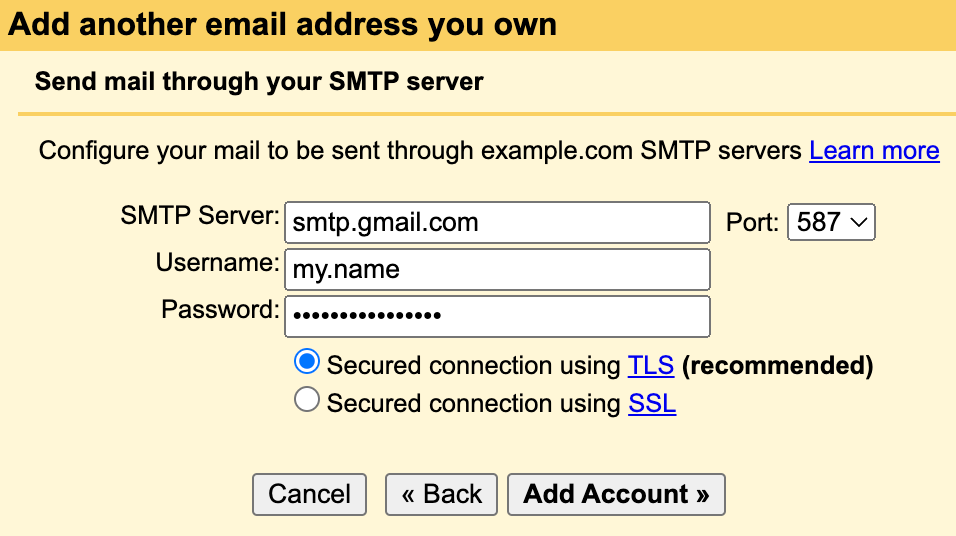 Add another email address you own
Send mail through your SMTP server
Configure your mail to be sent through example.com SMTP servers Learn more
SMTP Server: smtp.gmail.com Port: 587
Username: my.name
Password: ••••••••••••••••
Secured connection using TLS (recommended)
Secured connection using SSL
Cancel « Back Add Account »